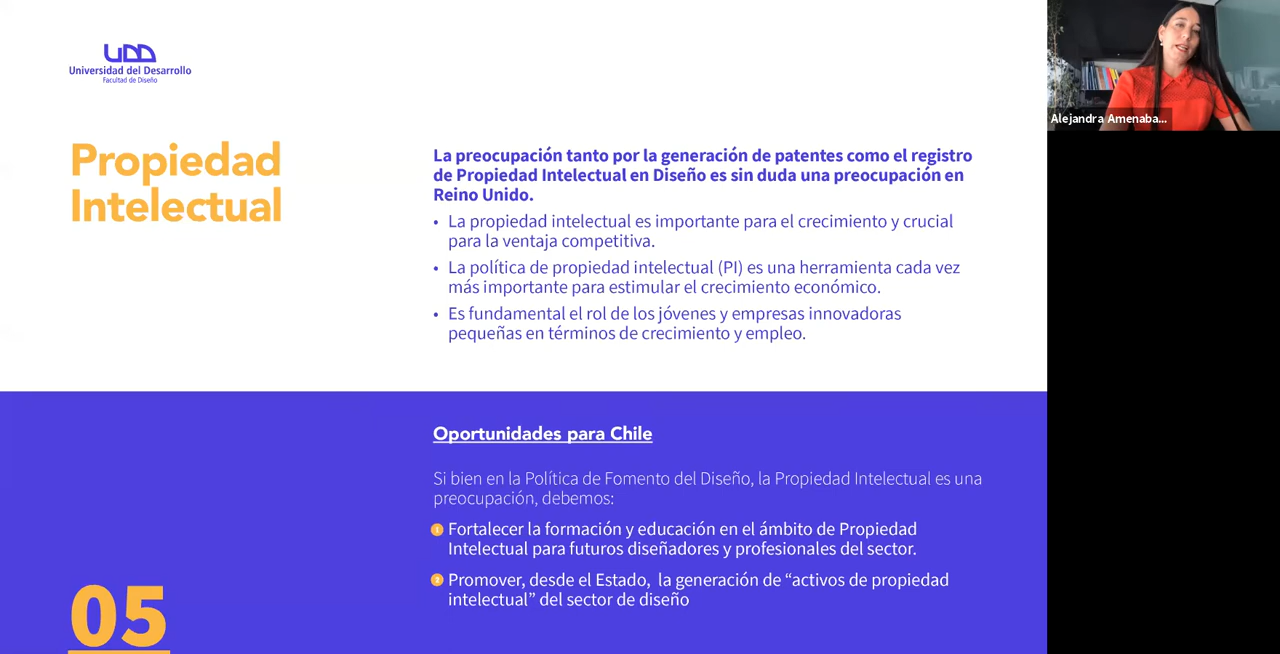 UDD
Universidad del Desarrollo
Facultad de Diseño
Propiedad
Intelectual
La preocupación tanto por la generación de patentes como el registro
de Propiedad Intelectual en Diseño es sin duda una preocupación en
Reino Unido.
• La propiedad intelectual es importante para el crecimiento y crucial
para la ventaja competitiva.
• La política de propiedad intelectual (PI) es una herramienta cada vez
más importante para estimular el crecimiento económico.
• Es fundamental el rol de los jóvenes y empresas innovadoras
pequeñas en términos de crecimiento y empleo.
Oportunidades para Chile
Si bien en la Política de Fomento del Diseño, la Propiedad Intelectual es una
preocupación, debemos:
1 Fortalecer la formación y educación en el ámbito de Propiedad
Intelectual para futuros diseñadores y profesionales del sector.
2 Promover, desde el Estado, la generación de “activos de propiedad
intelectual” del sector de diseño
05
Alejandra Amenaba...